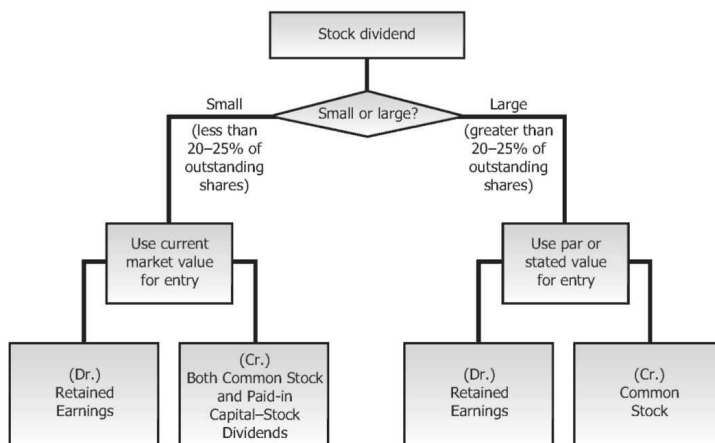 Stock dividend
Small or large?
Small
(less than
20–25% of
outstanding
shares)
Large
(greater than
20–25% of
outstanding
shares)
Use current
market value
for entry
Use par or
stated value
for entry
(Dr.)
Retained
Earnings
(Cr.)
Both Common Stock
and Paid-in
Capital–Stock
Dividends
(Dr.)
Retained
Earnings
(Cr.)
Common
Stock